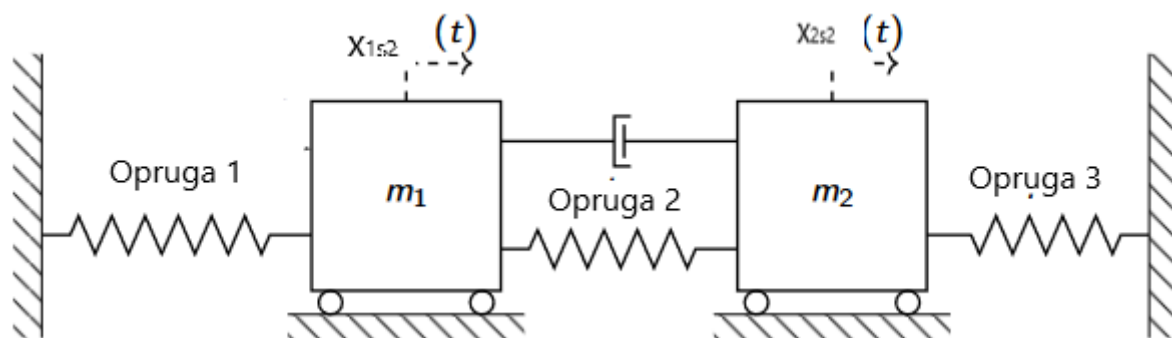 x1s2 (t)
x2s2 (t)
Opruga 1
m1
Opruga 2
m2
Opruga 3